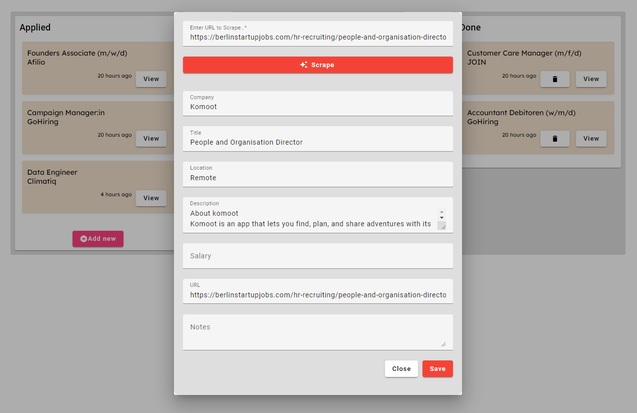 Applied
Founders Associate (m/w/d)
Afilio
20 hours ago
View
Campaign Manager:in
GoHiring
20 hours ago
View
Data Engineer
Climatiq
4 hours ago
View
Add new
Enter URL to Scrape..*
https://berlinstartupjobs.com/hr-recruiting/people-and-organisation-directo
Scrape
Company
Komoot
Title
People and Organisation Director
Location
Remote
Description
About komoot
Komoot is an app that lets you find, plan, and share adventures with its
Salary
URL
https://berlinstartupjobs.com/hr-recruiting/people-and-organisation-directo
Notes
Close
Save
Done
Customer Care Manager (m/f/d)
JOIN
20 hours ago
View
Accountant Debitoren (w/m/d)
GoHiring
20 hours ago
View